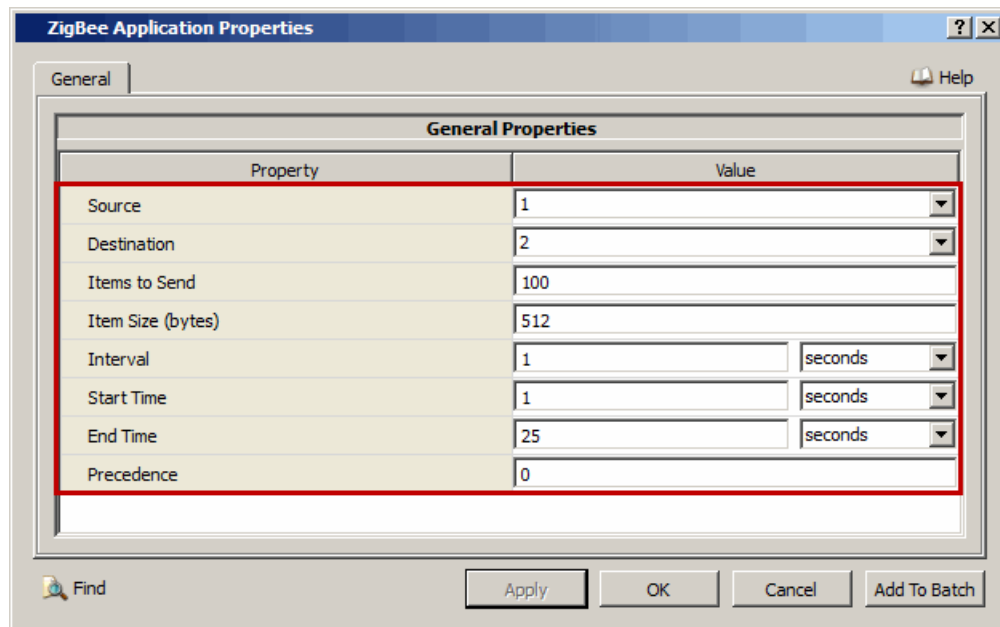 ZigBee Application Properties
General
Help
General Properties
Property Value
Source 1
Destination 2
Items to Send 100
Item Size (bytes) 512
Interval 1 seconds
Start Time 1 seconds
End Time 25 seconds
Precedence 0
Find Apply OK Cancel Add To Batch